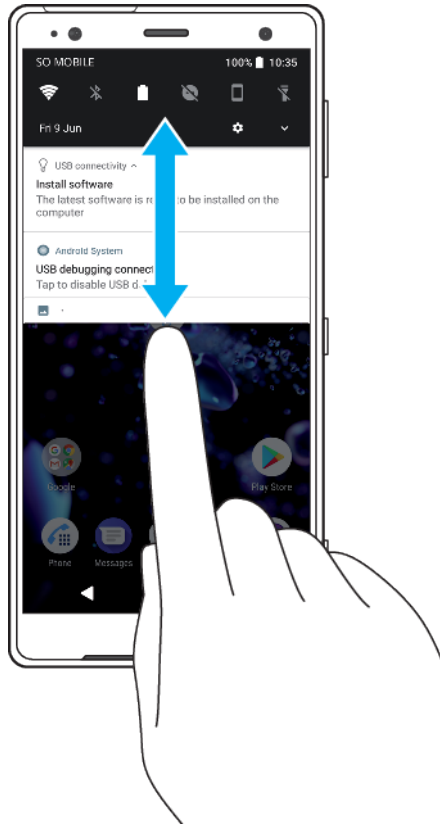 SO MOBILE 100% 10:35
Fri 9 Jun
USB connectivity
Install software
The latest software is to be installed on the
computer
Android System
USB debugging
Tap to disable USB
G
M
Google Play Store
Phone Messages